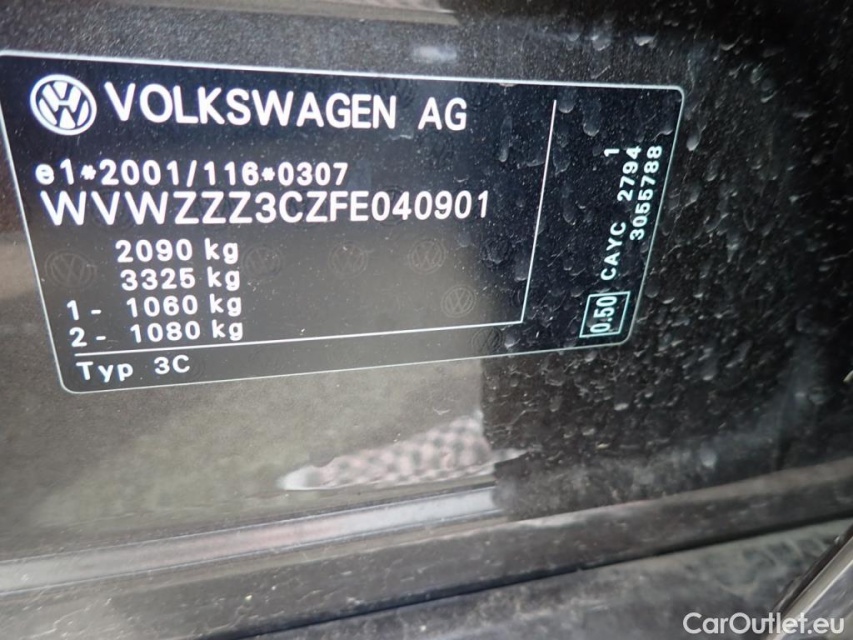 VOLKSWAGEN AG
e1*2001/116*0307
WVWZZZ3CZFE040901
2090 kg
3325 kg
1 - 1060 kg
2 - 1080 kg
Typ 3C
0.50 CAYC 2794 1
3055788
CarOutlet.eu